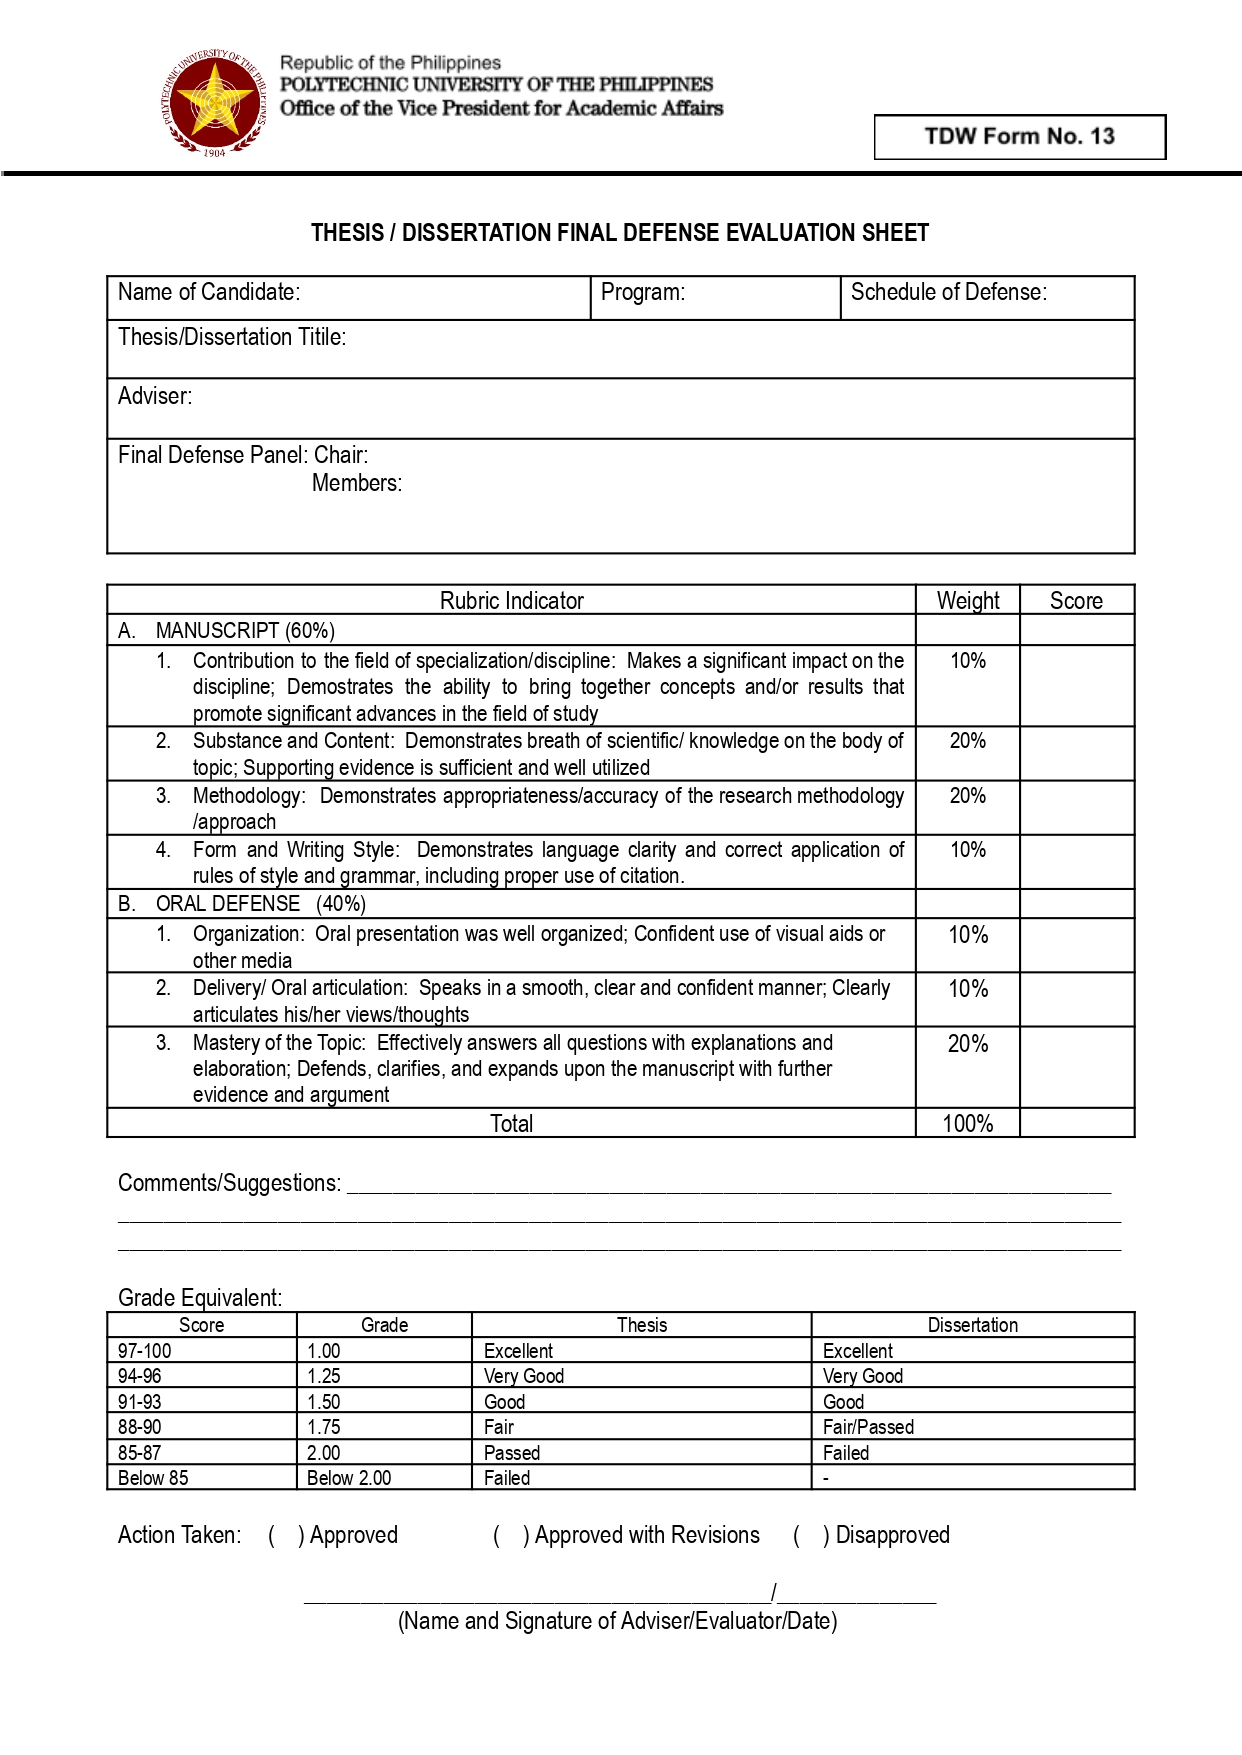 POLYTECHNIC UNIVERSITY OF THE PHILIPPINES
1904
Republic of the Philippines
POLYTECHNIC UNIVERSITY OF THE PHILIPPINES
Office of the Vice President for Academic Affairs
TDW Form No. 13
THESIS / DISSERTATION FINAL DEFENSE EVALUATION SHEET
Name of Candidate: Program: Schedule of Defense:
Thesis/Dissertation Titile:
Adviser:
Final Defense Panel: Chair:
Members:
Rubric Indicator Weight Score
A. MANUSCRIPT (60%)
1. Contribution to the field of specialization/discipline: Makes a significant impact on the 10%
discipline; Demostrates the ability to bring together concepts and/or results that
promote significant advances in the field of study
2. Substance and Content: Demonstrates breath of scientific/ knowledge on the body of 20%
topic; Supporting evidence is sufficient and well utilized
3. Methodology: Demonstrates appropriateness/accuracy of the research methodology 20%
/approach
4. Form and Writing Style: Demonstrates language clarity and correct application of 10%
rules of style and grammar, including proper use of citation.
B. ORAL DEFENSE (40%)
1. Organization: Oral presentation was well organized; Confident use of visual aids or 10%
other media
2. Delivery/ Oral articulation: Speaks in a smooth, clear and confident manner; Clearly 10%
articulates his/her views/thoughts
3. Mastery of the Topic: Effectively answers all questions with explanations and 20%
elaboration; Defends, clarifies, and expands upon the manuscript with further
evidence and argument
Total 100%
Comments/Suggestions: ____________________
____________________
____________________
Grade Equivalent:
Score Grade Thesis Dissertation
97-100 1.00 Excellent Excellent
94-96 1.25 Very Good Very Good
91-93 1.50 Good Good
88-90 1.75 Fair Fair/Passed
85-87 2.00 Passed Failed
Below 85 Below 2.00 Failed -
Action Taken: ( ) Approved ( ) Approved with Revisions ( ) Disapproved
____________________/____________
(Name and Signature of Adviser/Evaluator/Date)